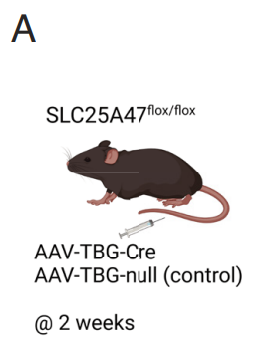 A
SLC25A47flox/flox
AAV-TBG-Cre
AAV-TBG-null (control)
@ 2 weeks